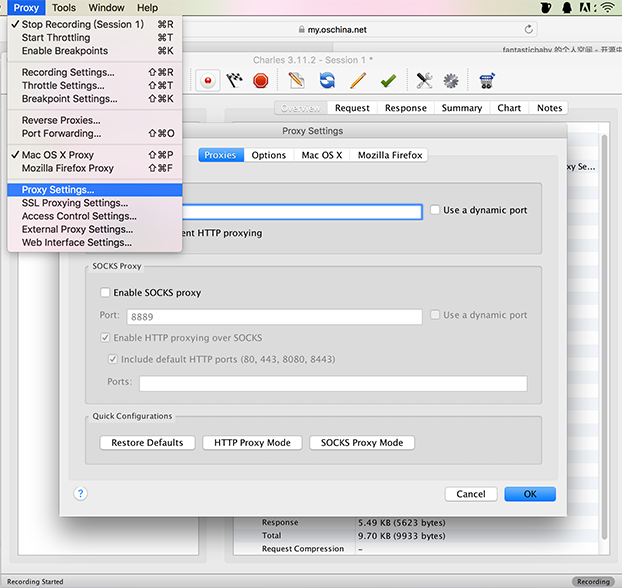 Proxy Tools Window Help
my.oschina.net
fantasticbaby 的个人空间 - 开源中
Charles 3.11.2 - Session 1 *
✓ Stop Recording (Session 1) ⌘R
Start Throttling ⌘T
Enable Breakpoints ⌘K
Recording Settings... ⇧⌘R
Throttle Settings... ⇧⌘T
Breakpoint Settings... ⇧⌘K
Reverse Proxies...
Port Forwarding... ⇧⌘O
✓ Mac OS X Proxy ⇧⌘P
Mozilla Firefox Proxy ⇧⌘F
Proxy Settings...
SSL Proxying Settings...
Access Control Settings...
External Proxy Settings...
Web Interface Settings...
Overview Request Response Summary Chart Notes
xy Se...
Proxy Settings
Proxies Options Mac OS X Mozilla Firefox
Use a dynamic port
ent HTTP proxying
SOCKS Proxy
Enable SOCKS proxy
Port: 8889 Use a dynamic port
Enable HTTP proxying over SOCKS
Include default HTTP ports (80, 443, 8080, 8443)
Ports:
Quick Configurations
Restore Defaults HTTP Proxy Mode SOCKS Proxy Mode
? Cancel OK
Response 5.49 KB (5623 bytes)
Total 9.70 KB (9933 bytes)
Request Compression –
Recording Started Recording